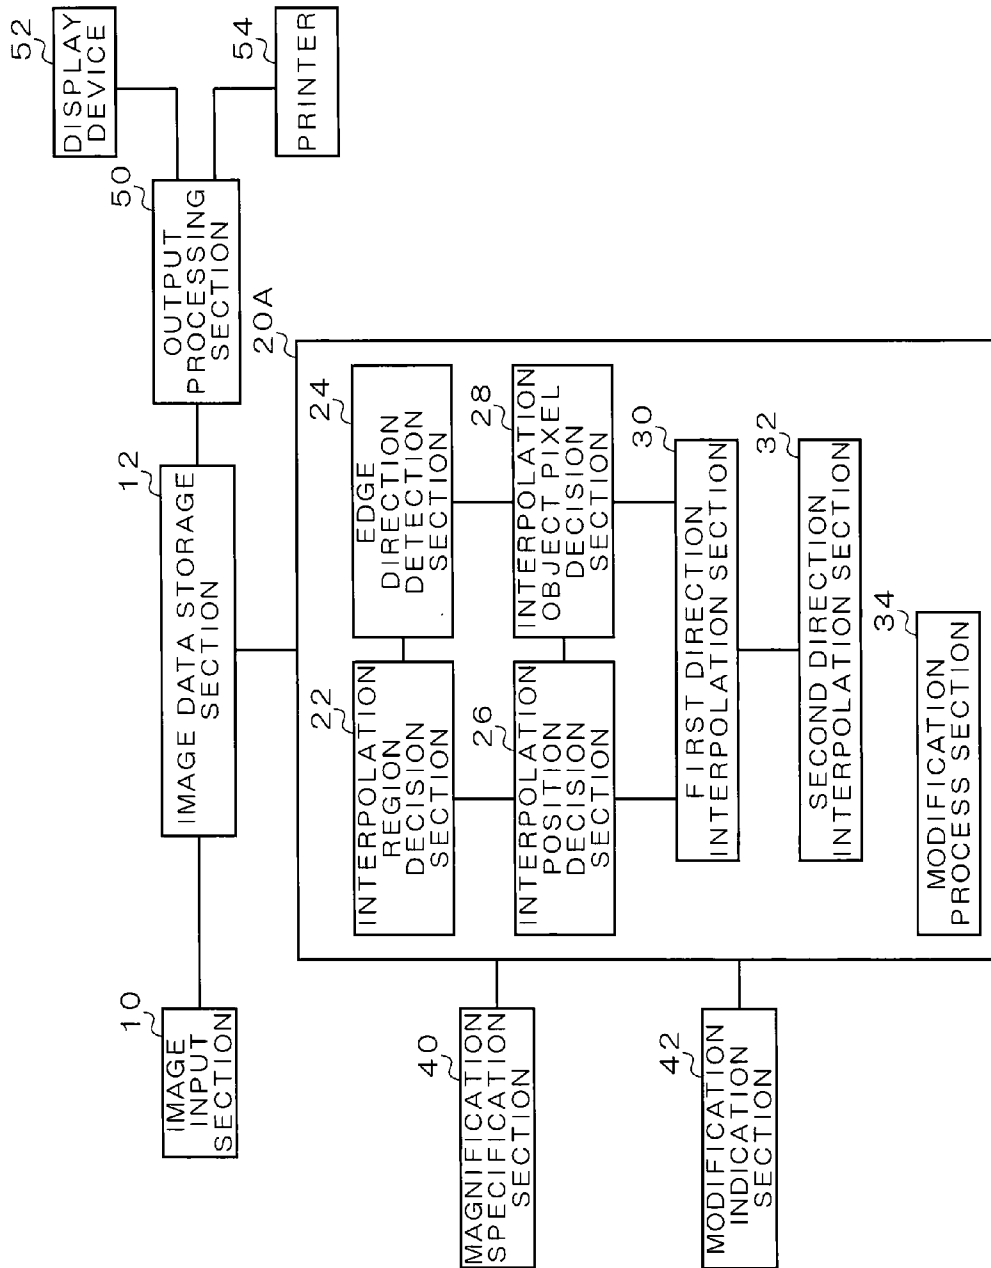 10
IMAGE
INPUT
SECTION
12
IMAGE DATA STORAGE
SECTION
50
OUTPUT
PROCESSING
SECTION
52
DISPLAY
DEVICE
54
PRINTER
20A
22
INTERPOLATION
REGION
DECISION
SECTION
24
EDGE
DIRECTION
DETECTION
SECTION
26
INTERPOLATION
POSITION
DECISION
SECTION
28
INTERPOLATION
OBJECT PIXEL
DECISION
SECTION
30
FIRST DIRECTION
INTERPOLATION SECTION
32
SECOND DIRECTION
INTERPOLATION SECTION
34
MODIFICATION
PROCESS SECTION
40
MAGNIFICATION
SPECIFICATION
SECTION
42
MODIFICATION
INDICATION
SECTION